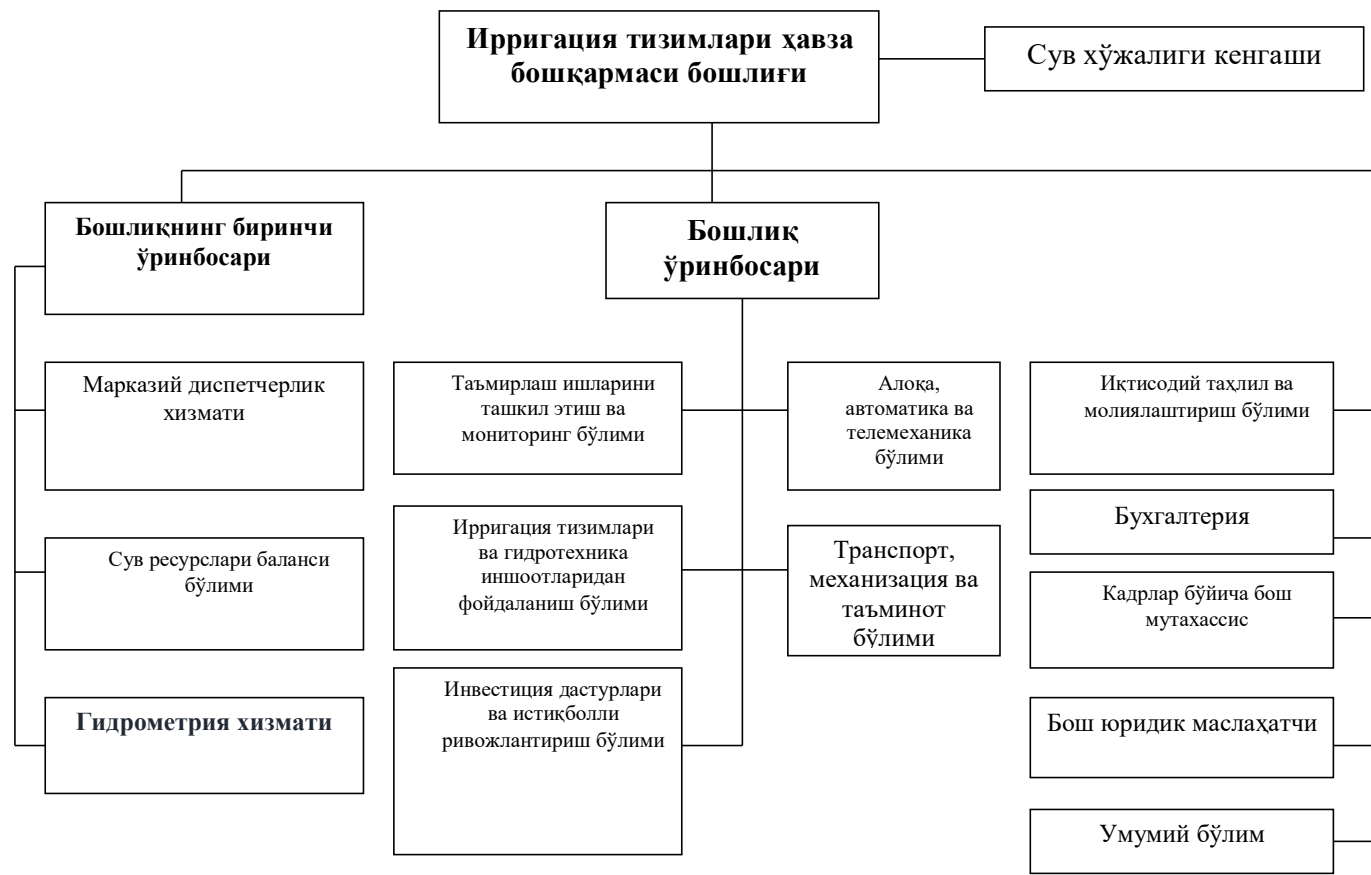 Ирригация тизимлари ҳавза
бошқармаси бошлиғи
Сув хўжалиги кенгаши
Бошлиқнинг биринчи
ўринбосари
Бошлиқ
ўринбосари
Марказий диспетчерлик
хизмати
Таъмирлаш ишларини
ташкил этиш ва
мониторинг бўлими
Алоқа,
автоматика ва
телемеханика
бўлими
Иқтисодий таҳлил ва
молиялаштириш бўлими
Сув ресурслари баланси
бўлими
Ирригация тизимлари
ва гидротехника
иншоотларидан
фойдаланиш бўлими
Транспорт,
механизация ва
таъминот
бўлими
Бухгалтерия
Кадрлар бўйича бош
мутахассис
Гидрометрия хизмати
Инвестиция дастурлари
ва истиқболли
ривожлантириш бўлими
Бош юридик маслаҳатчи
Умумий бўлим